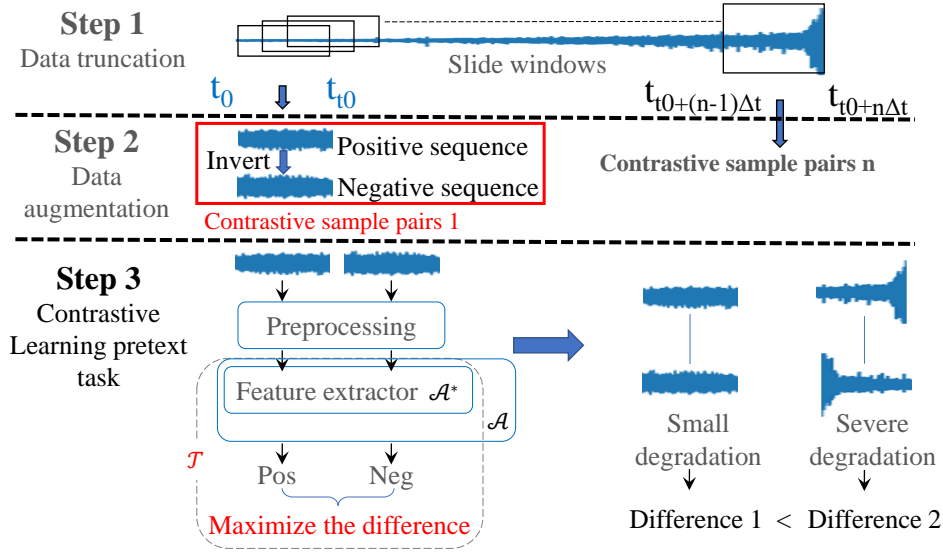 Step 1
Data truncation
Slide windows
t0
tt0
tt0+(n-1)Δt
tt0+nΔt
Step 2
Data
augmentation
Invert
Positive sequence
Negative sequence
Contrastive sample pairs 1
Contrastive sample pairs n
Step 3
Contrastive
Learning pretext
task
Preprocessing
Feature extractor 𝒜*
𝒜
𝒯
Pos
Neg
Maximize the difference
Small
degradation
Severe
degradation
Difference 1 < Difference 2